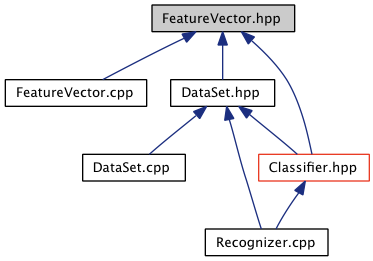 FeatureVector.hpp
FeatureVector.cpp
DataSet.hpp
DataSet.cpp
Classifier.hpp
Recognizer.cpp